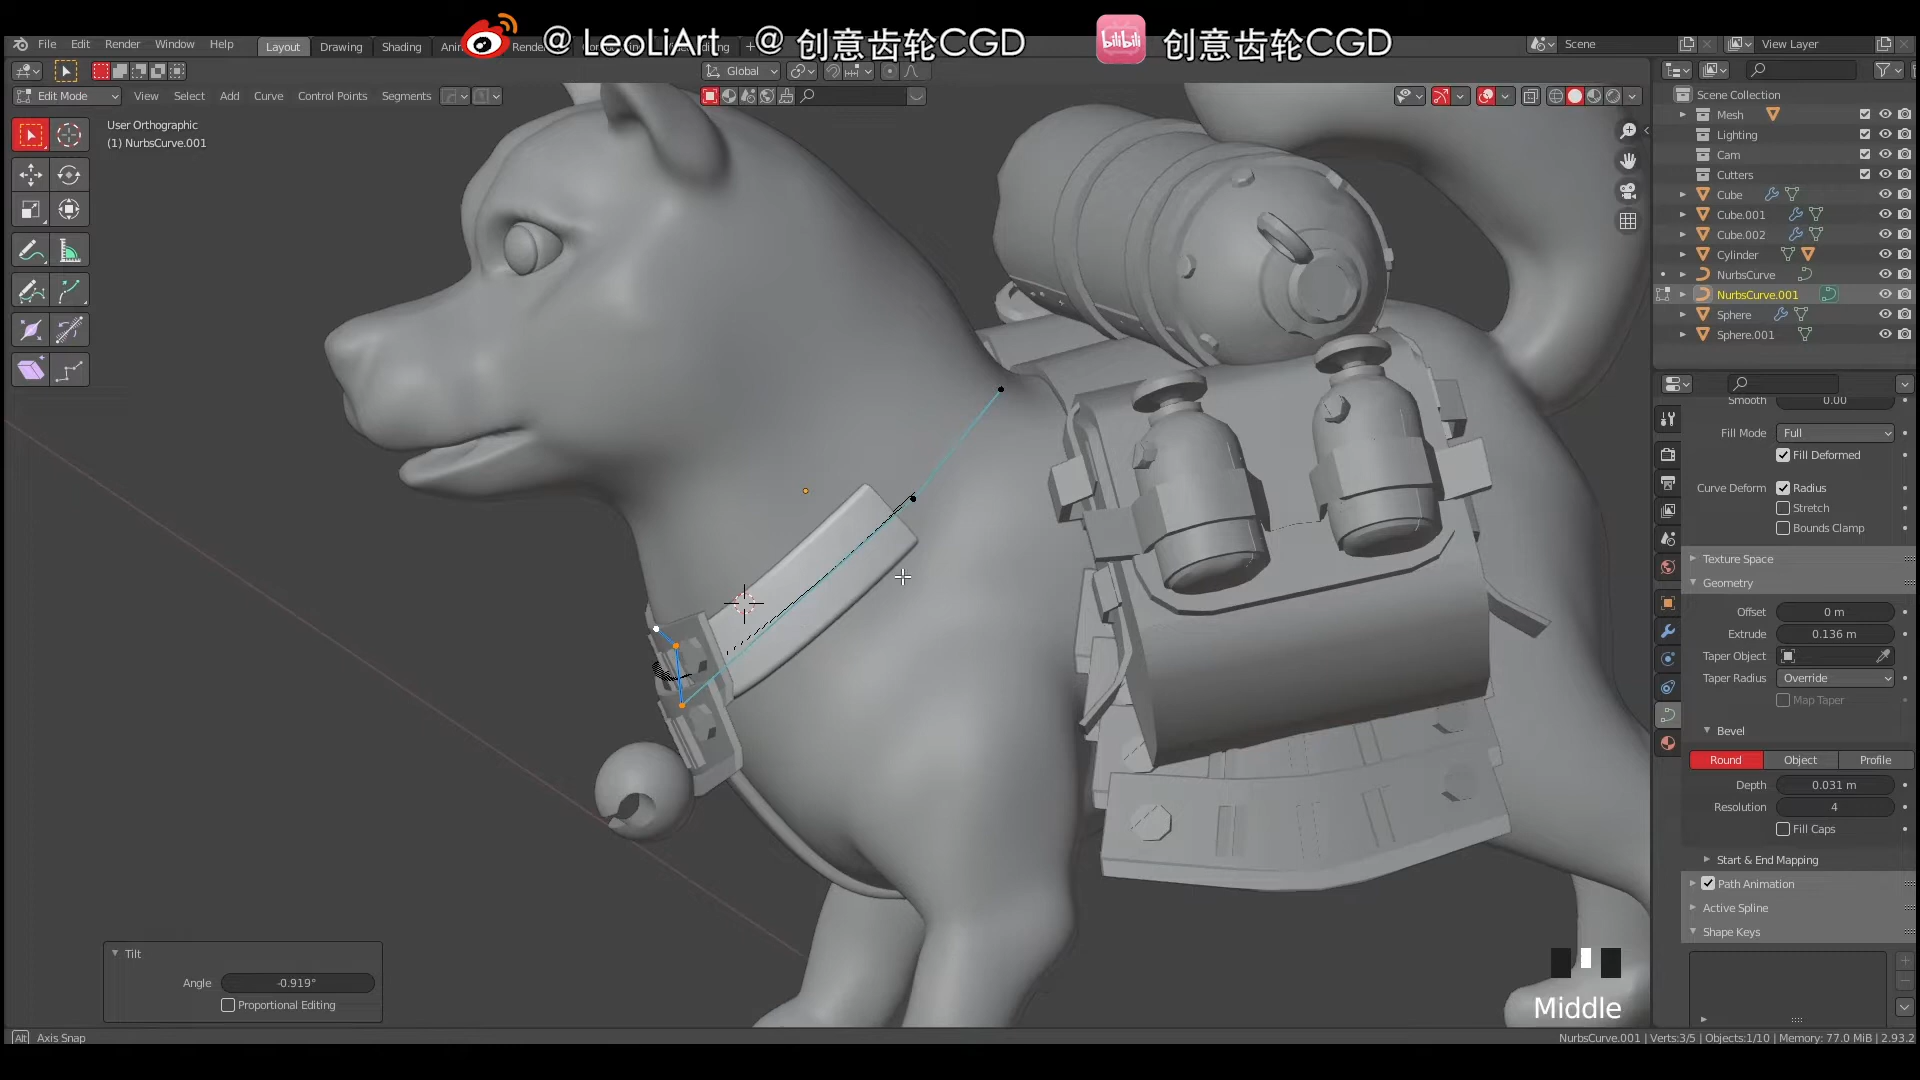 @ LeoLiArt @ 创意齿轮CGD bilibili 创意齿轮CGD
File Edit Render Window Help Layout Drawing Shading
Scene View Layer
Global
Edit Mode View Select Add Curve Control Points Segments
User Orthographic
(1) NurbsCurve.001
Scene Collection
Mesh
Lighting
Cam
Cutters
Cube
Cube.001
Cube.002
Cylinder
NurbsCurve
NurbsCurve.001
Sphere
Sphere.001
Smooth 0.00
Fill Mode Full
Fill Deformed
Curve Deform Radius
Stretch
Bounds Clamp
Texture Space
Geometry
Offset 0 m
Extrude 0.136 m
Taper Object
Taper Radius Override
Map Taper
Bevel
Round Object Profile
Depth 0.031 m
Resolution 4
Fill Caps
Start & End Mapping
Path Animation
Active Spline
Shape Keys
Tilt
Angle -0.919°
Proportional Editing
Middle
Alt Axis Snap
NurbsCurve.001 | Verts:3/5 | Objects:1/10 | Memory: 77.0 MiB | 2.93.2